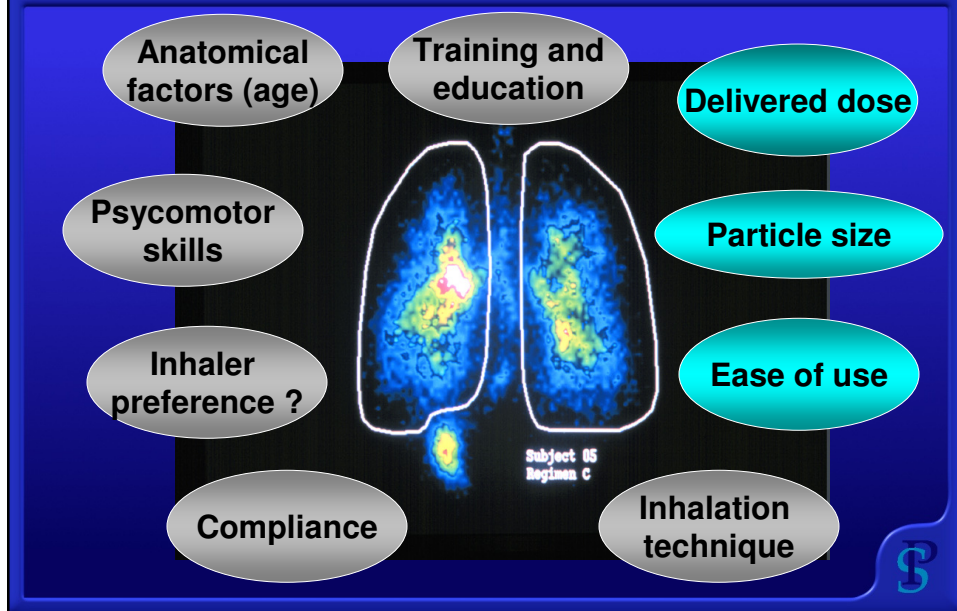 Anatomical
factors (age)
Training and
education
Delivered dose
Psycomotor
skills
Particle size
Inhaler
preference ?
Ease of use
Subject 05
Regimen C
Compliance
Inhalation
technique
PS